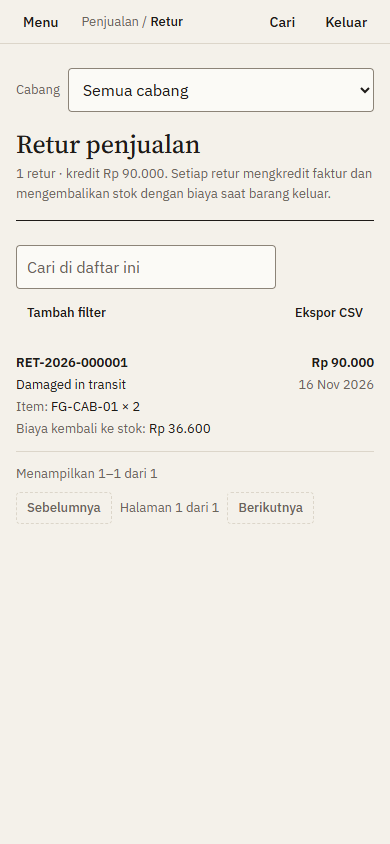 Menu Penjualan / Retur Cari Keluar
Cabang Semua cabang
Retur penjualan
1 retur · kredit Rp 90.000. Setiap retur mengkredit faktur dan
mengembalikan stok dengan biaya saat barang keluar.
Cari di daftar ini
Tambah filter Ekspor CSV
RET-2026-000001 Rp 90.000
Damaged in transit 16 Nov 2026
Item: FG-CAB-01 × 2
Biaya kembali ke stok: Rp 36.600
Menampilkan 1–1 dari 1
Sebelumnya Halaman 1 dari 1 Berikutnya